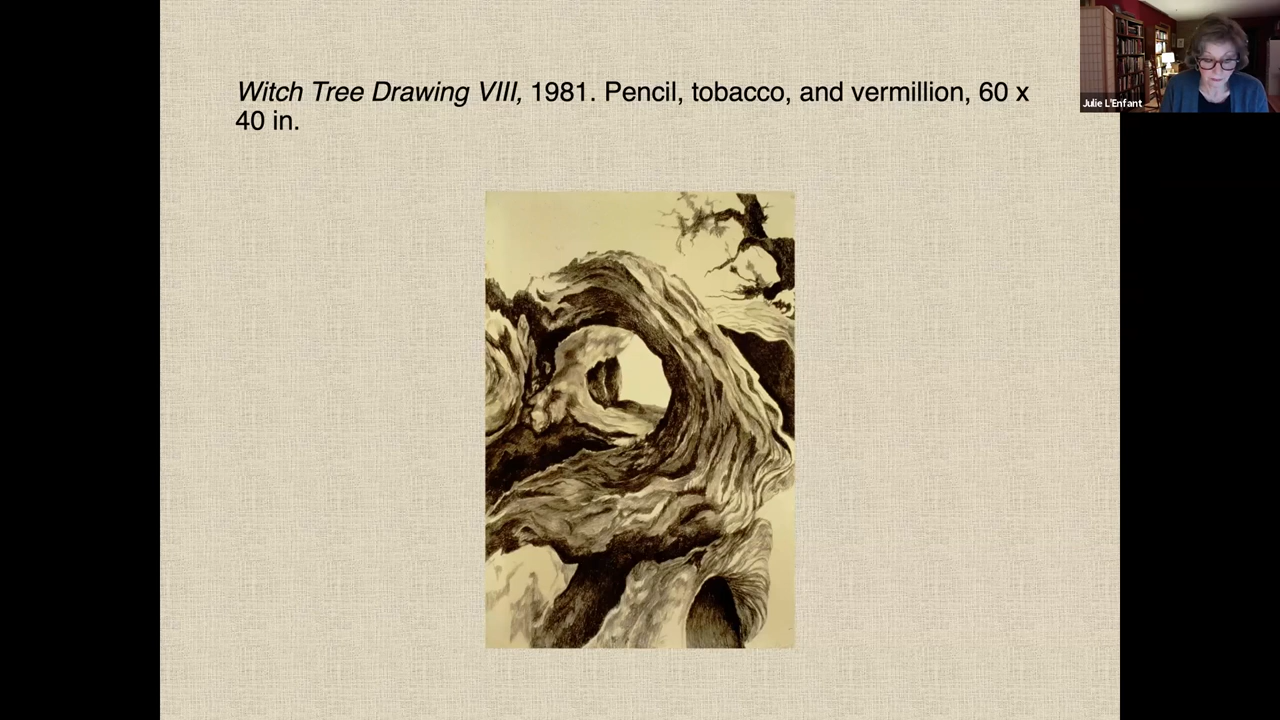 Witch Tree Drawing VIII, 1981. Pencil, tobacco, and vermillion, 60 x
40 in.
Julie L'Enfant